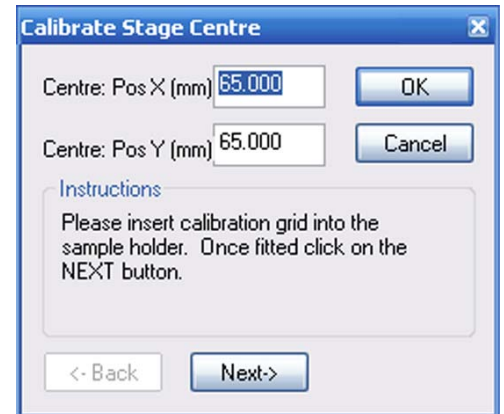 Calibrate Stage Centre
Centre: Pos X (mm) 65.000
OK
Centre: Pos Y (mm) 65.000
Cancel
Instructions
Please insert calibration grid into the
sample holder. Once fitted click on the
NEXT button.
<- Back
Next->